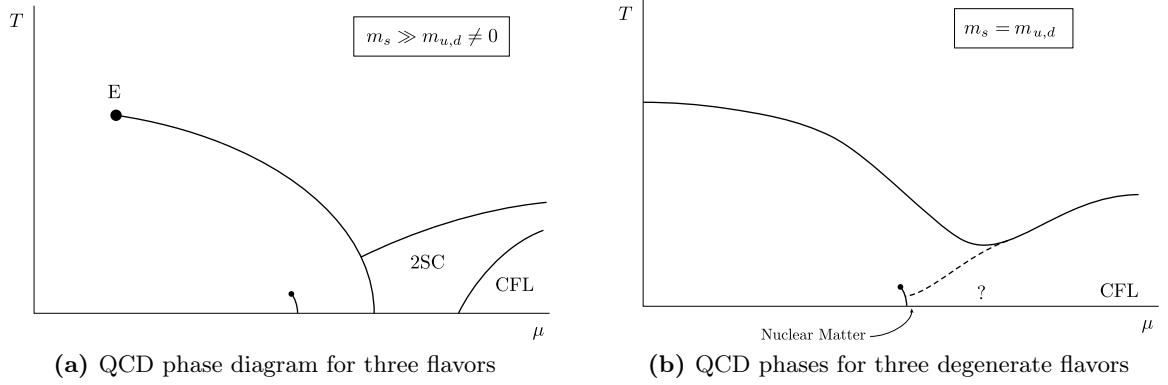 T
m_s ≫ m_{u,d} ≠ 0
E
2SC
CFL
μ
(a) QCD phase diagram for three flavors
T
m_s = m_{u,d}
?
CFL
Nuclear Matter
μ
(b) QCD phases for three degenerate flavors